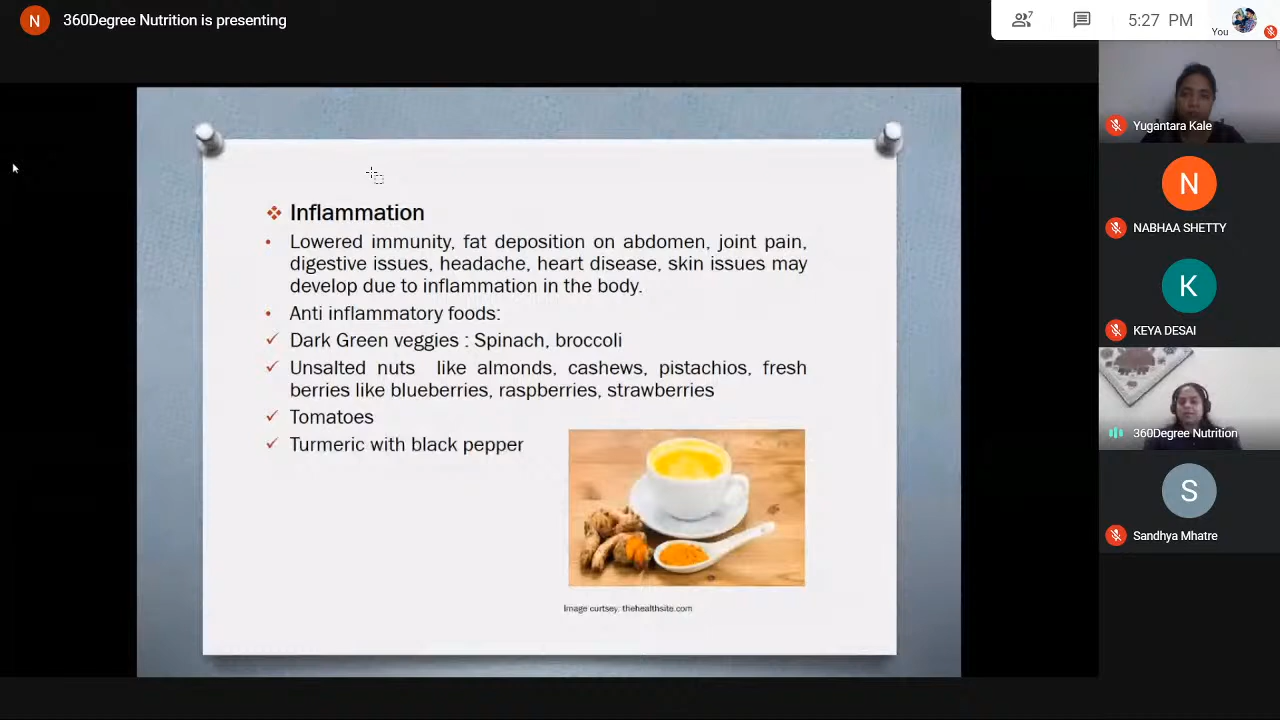 N 360Degree Nutrition is presenting
7 5:27 PM You
❖ Inflammation
• Lowered immunity, fat deposition on abdomen, joint pain,
digestive issues, headache, heart disease, skin issues may
develop due to inflammation in the body.
• Anti inflammatory foods:
✓ Dark Green veggies : Spinach, broccoli
✓ Unsalted nuts like almonds, cashews, pistachios, fresh
berries like blueberries, raspberries, strawberries
✓ Tomatoes
✓ Turmeric with black pepper
Image curtsey: thehealthsite.com
Yugantara Kale
N
NABHAA SHETTY
K
KEYA DESAI
360Degree Nutrition
S
Sandhya Mhatre